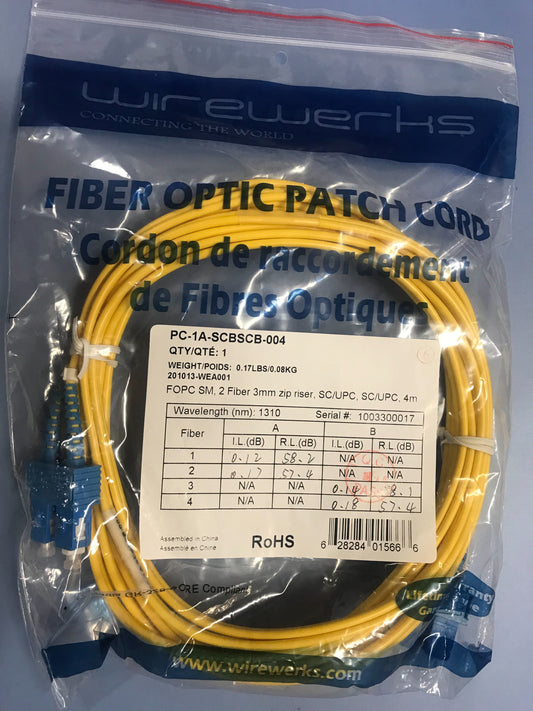 wirewerks
CONNECTING THE WORLD
FIBER OPTIC PATCH CORD
Cordon de raccordement
de Fibres Optiques
PC-1A-SCBSCB-004
QTY/QTÉ: 1
WEIGHT/POIDS: 0.17LBS/0.08KG
201013-WEA001
FOPC SM, 2 Fiber 3mm zip riser, SC/UPC, SC/UPC, 4m
Wavelength (nm): 1310 Serial #: 1003300017
Fiber A B
I.L.(dB) R.L.(dB) I.L.(dB) R.L.(dB)
1 0.12 58.2 N/A N/A
2 0.17 57.4 N/A N/A
3 N/A N/A 0.14 58.1
4 N/A N/A 0.18 57.4
Assembled in China
Assemblé en Chine
RoHS
6 28284 01566 6
Compliant
Lifetime
www.wirewerks.com